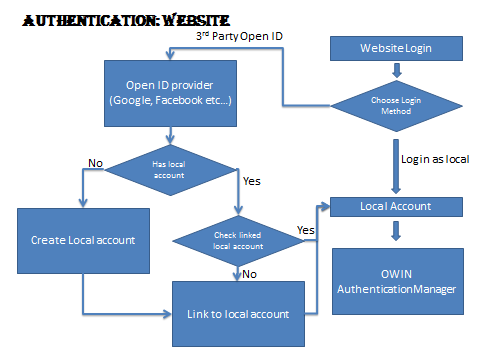 AUTHENTICATION: WEBSITE
3rd Party Open ID
Website Login
Open ID provider
(Google, Facebook etc...)
Choose Login
Method
No
Has local
account
Yes
Login as local
Local Account
Create Local account
Check linked
local account
Yes
No
OWIN
AuthenticationManager
Link to local account